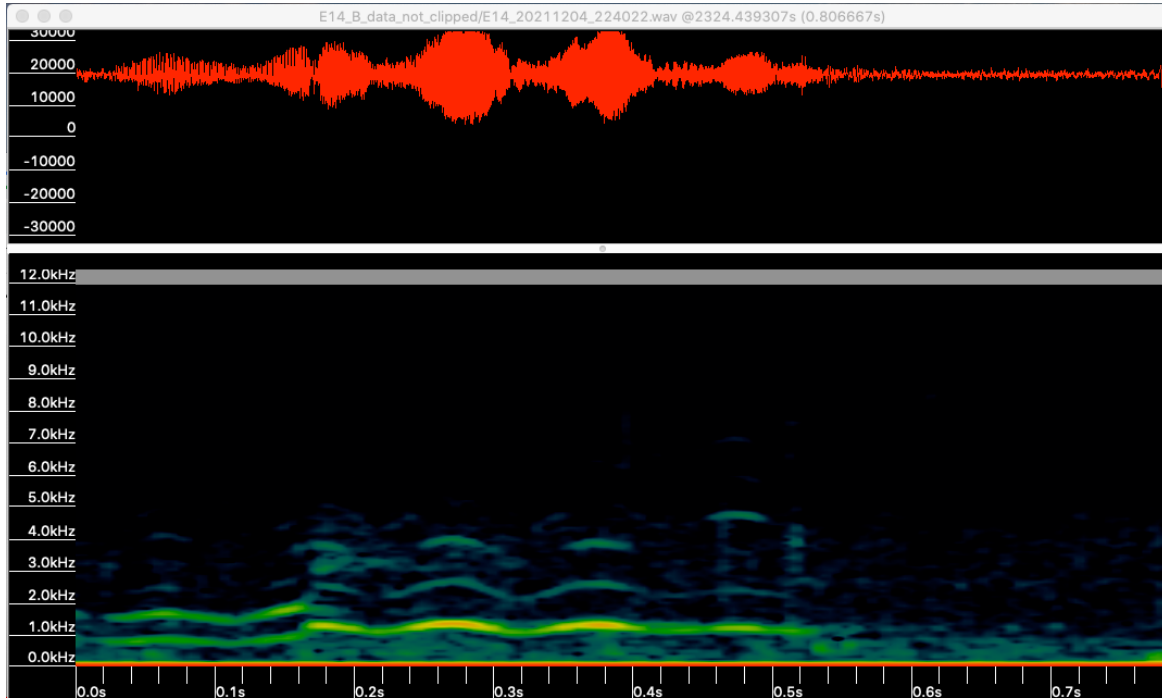 E14_B_data_not_clipped/E14_20211204_224022.wav @2324.439307s (0.806667s)
30000
20000
10000
0
-10000
-20000
-30000
12.0kHz
11.0kHz
10.0kHz
9.0kHz
8.0kHz
7.0kHz
6.0kHz
5.0kHz
4.0kHz
3.0kHz
2.0kHz
1.0kHz
0.0kHz
0.0s 0.1s 0.2s 0.3s 0.4s 0.5s 0.6s 0.7s